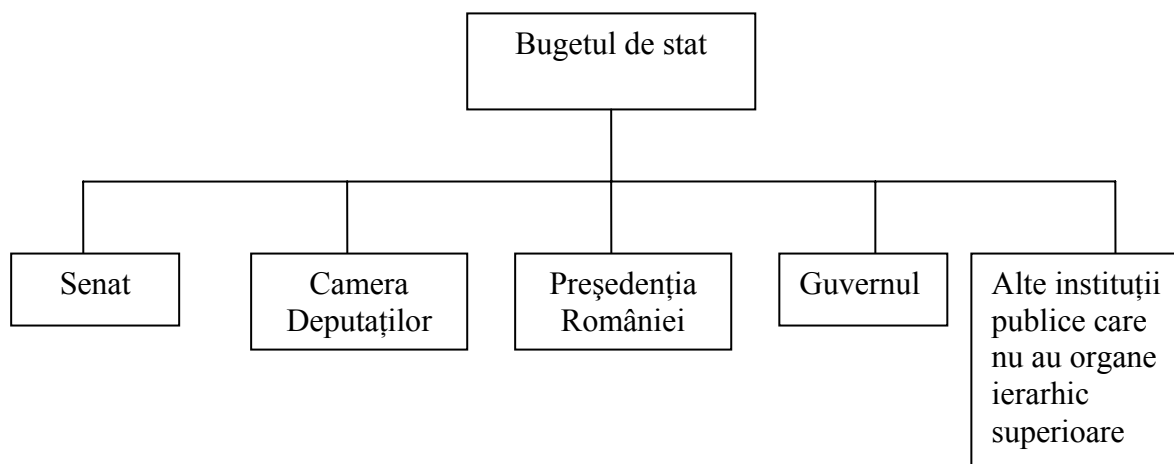 Bugetul de stat
Senat
Camera
Deputaților
Preşedenția
României
Guvernul
Alte instituții
publice care
nu au organe
ierarhic
superioare